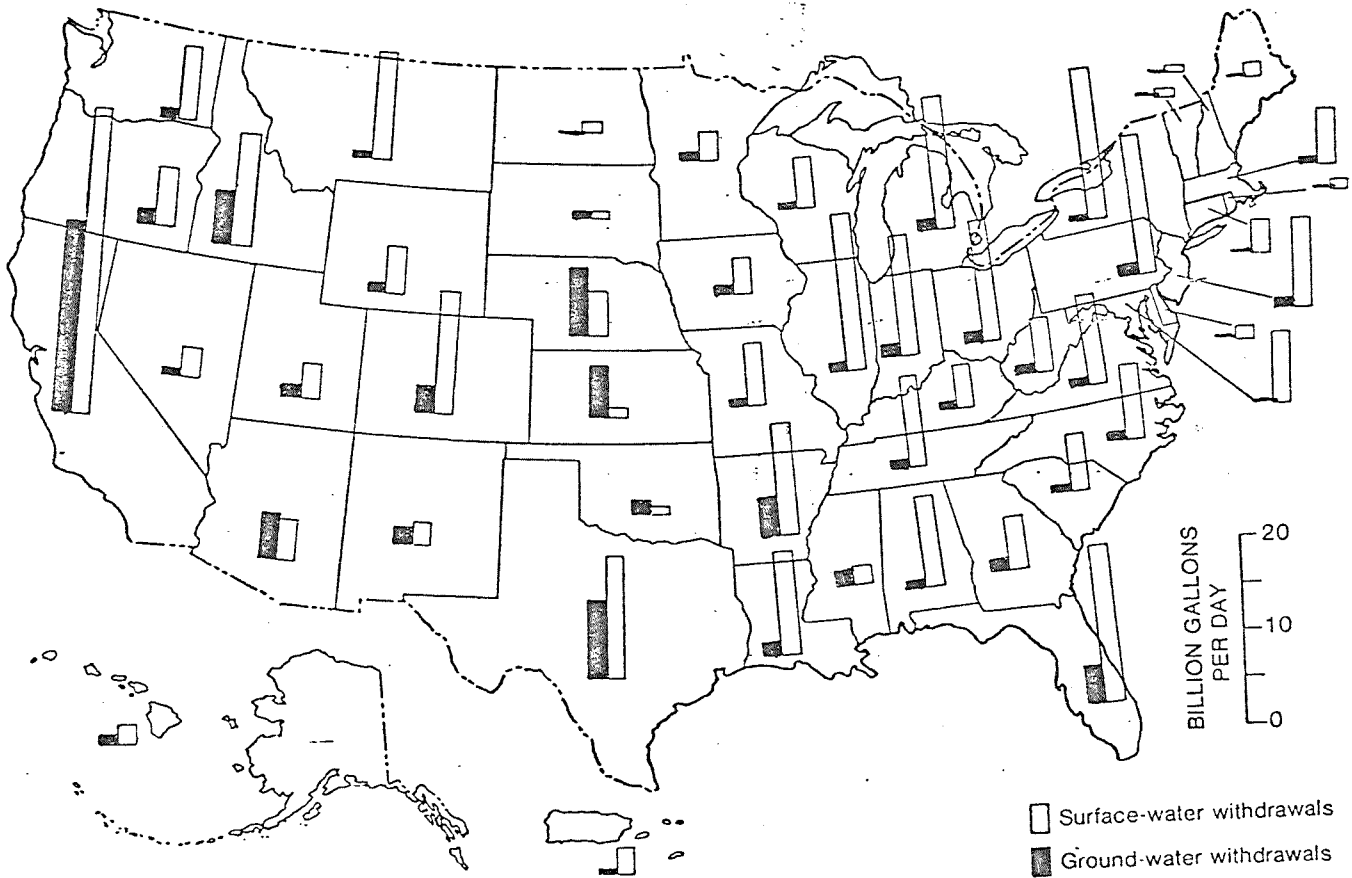 20
BILLION GALLONS
PER DAY
10
0
Surface-water withdrawals
Ground-water withdrawals